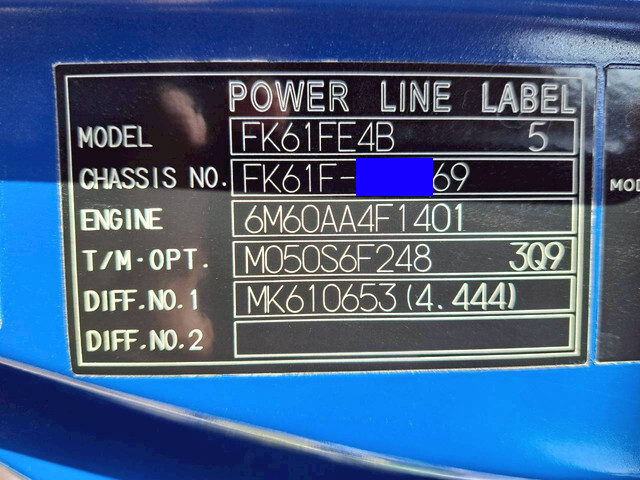 POWER LINE LABEL
MODEL FK61FE4B 5
CHASSIS NO. FK61F- 69
ENGINE 6M60AA4F1401
T/M·OPT. M050S6F248 3Q9
DIFF.NO.1 MK610653(4.444)
DIFF.NO.2
MO